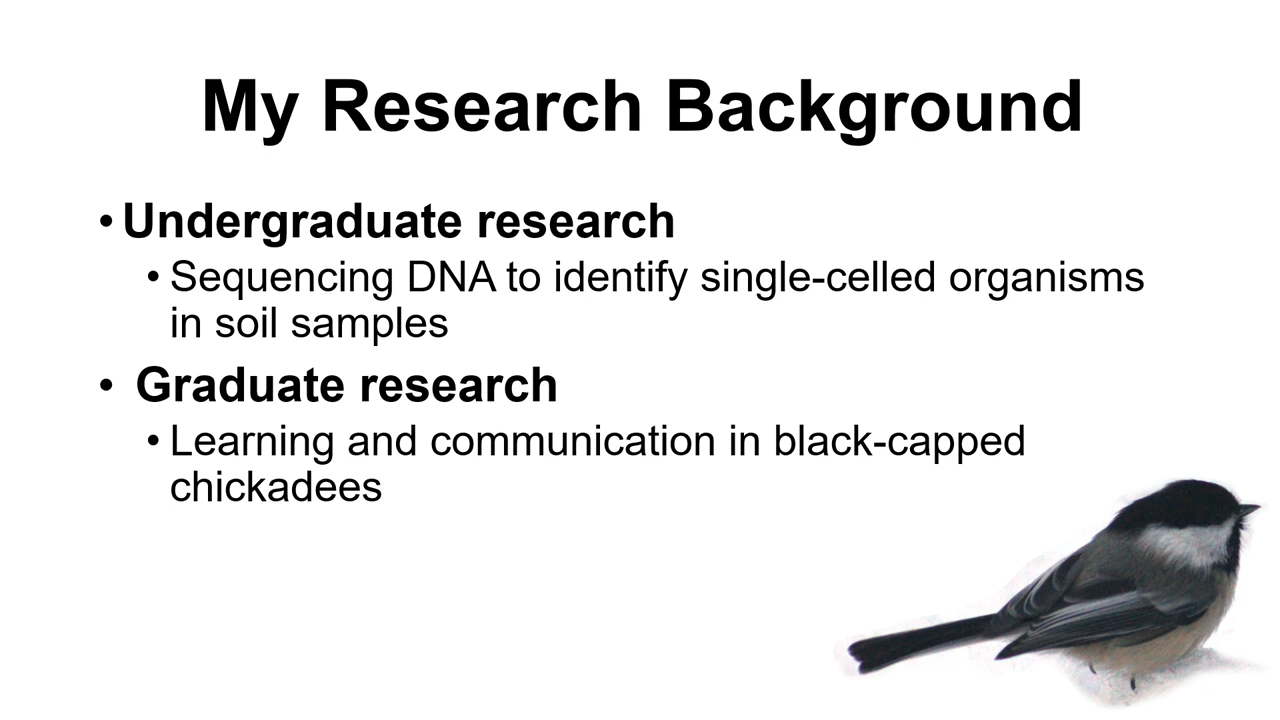 My Research Background
• Undergraduate research
• Sequencing DNA to identify single-celled organisms
in soil samples
• Graduate research
• Learning and communication in black-capped
chickadees